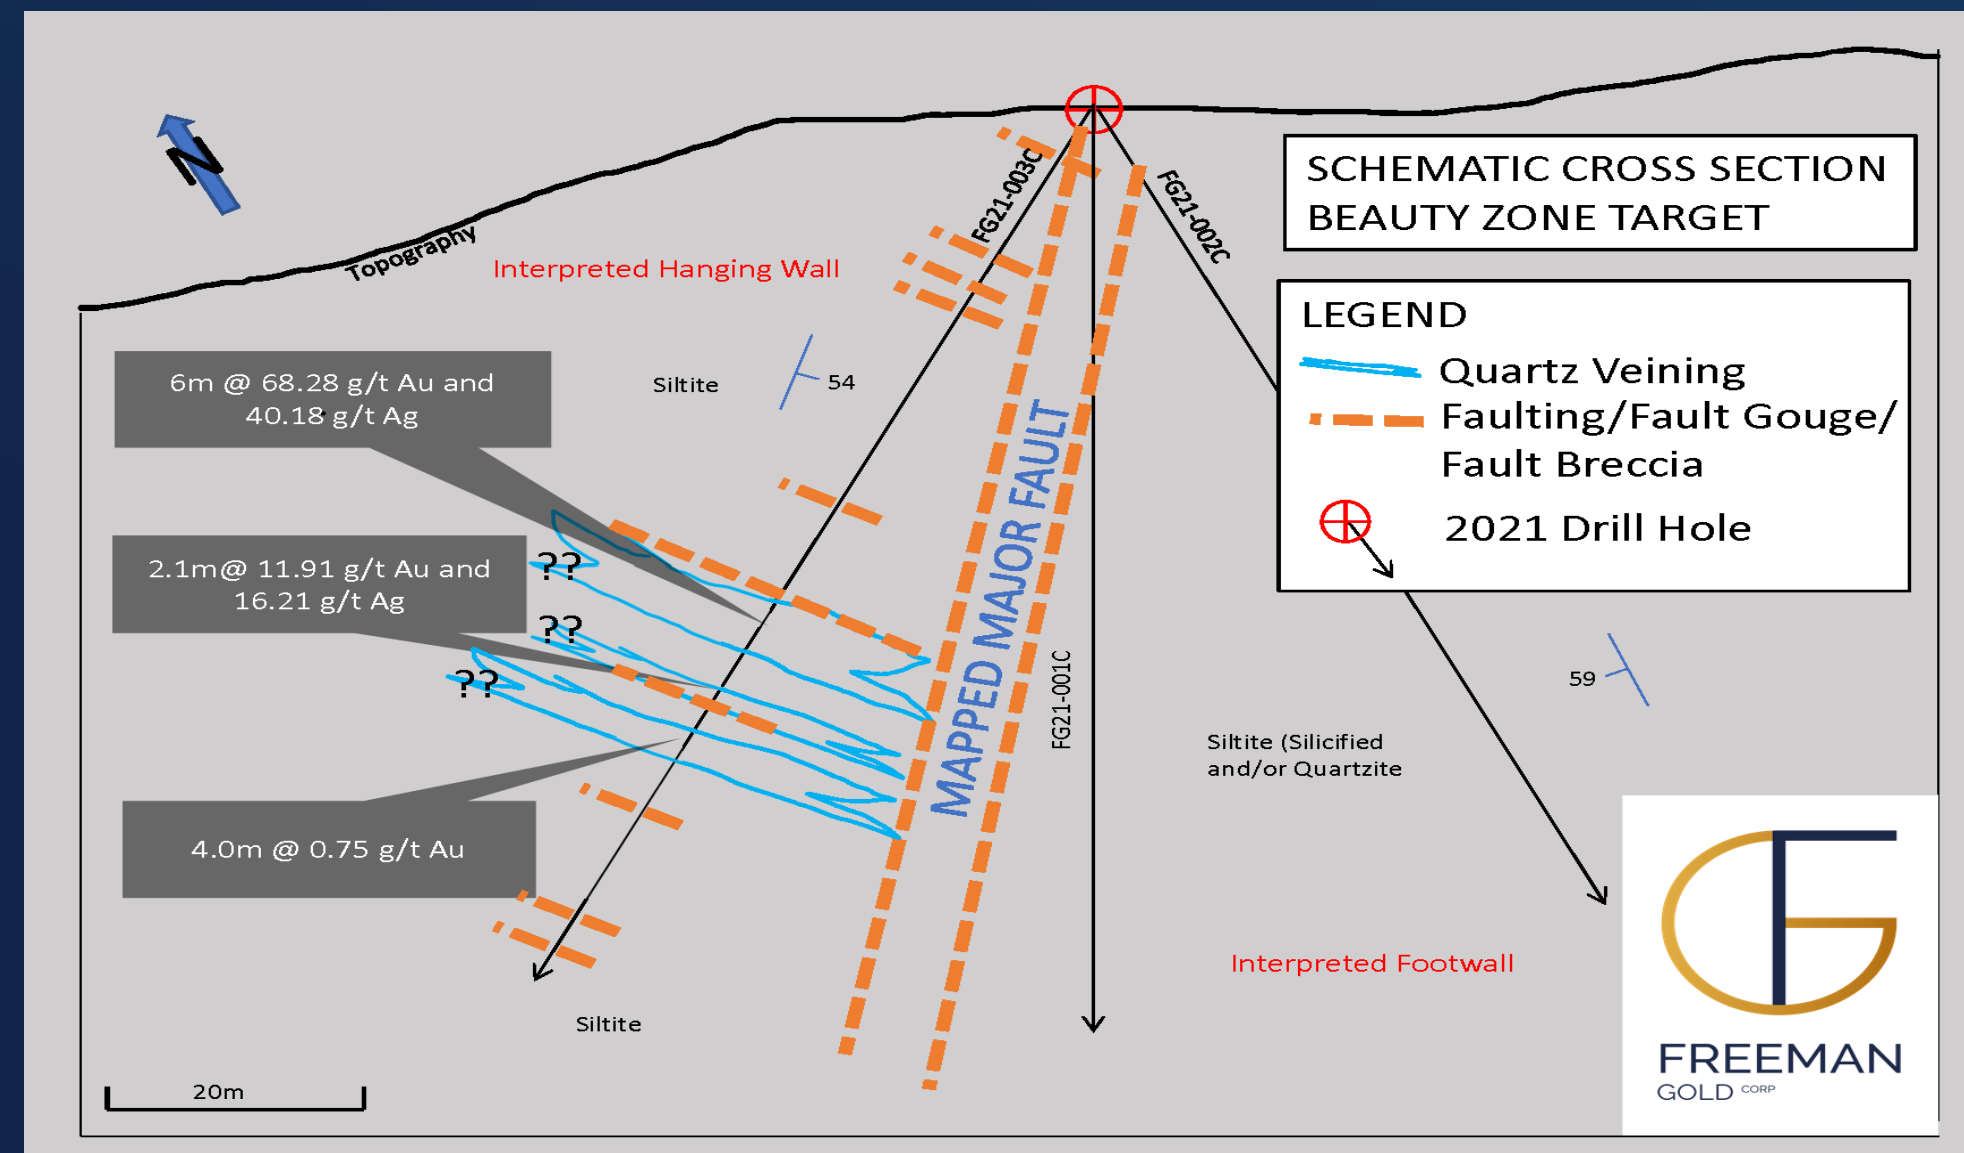 N
Topography
Interpreted Hanging Wall
FG21-003C
FG21-002C
SCHEMATIC CROSS SECTION
BEAUTY ZONE TARGET
LEGEND
Quartz Veining
Faulting/Fault Gouge/
Fault Breccia
2021 Drill Hole
6m @ 68.28 g/t Au and
40.18 g/t Ag
Siltite
54
2.1m@ 11.91 g/t Au and
16.21 g/t Ag
??
??
??
MAPPED MAJOR FAULT
FG21-001C
59
Siltite (Silicified
and/or Quartzite
4.0m @ 0.75 g/t Au
Interpreted Footwall
Siltite
20m
FREEMAN
GOLD CORP